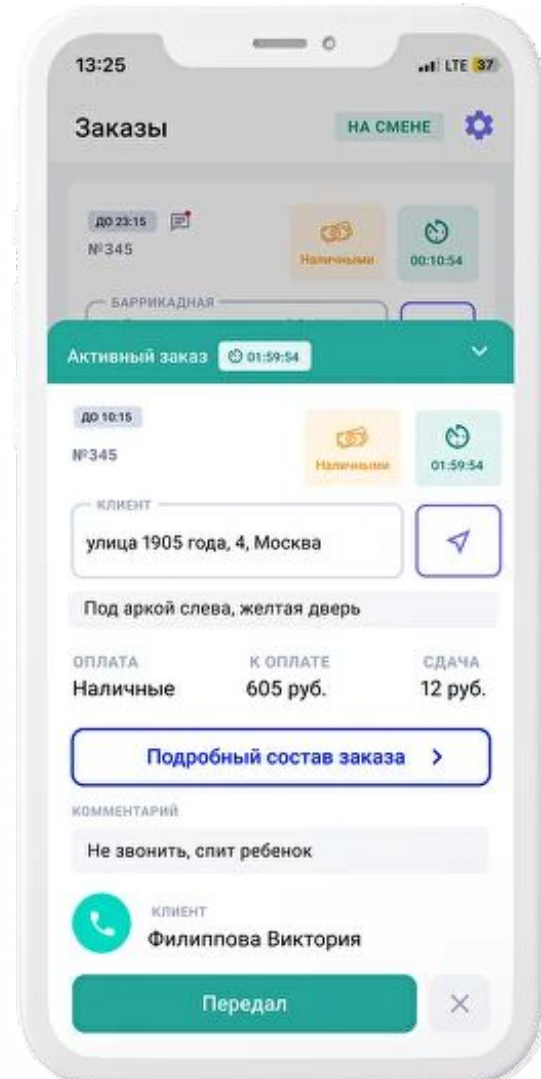 13:25
LTE 37
Заказы
НА СМЕНЕ
ДО 23:15
№345
Наличными
00:10:54
БАРРИКАДНАЯ
Активный заказ 01:59:54
ДО 10:15
№345
Наличными
01:59:54
КЛИЕНТ
улица 1905 года, 4, Москва
Под аркой слева, желтая дверь
ОПЛАТА К ОПЛАТЕ СДАЧА
Наличные 605 руб. 12 руб.
Подробный состав заказа
КОММЕНТАРИЙ
Не звонить, спит ребенок
КЛИЕНТ
Филиппова Виктория
Передал